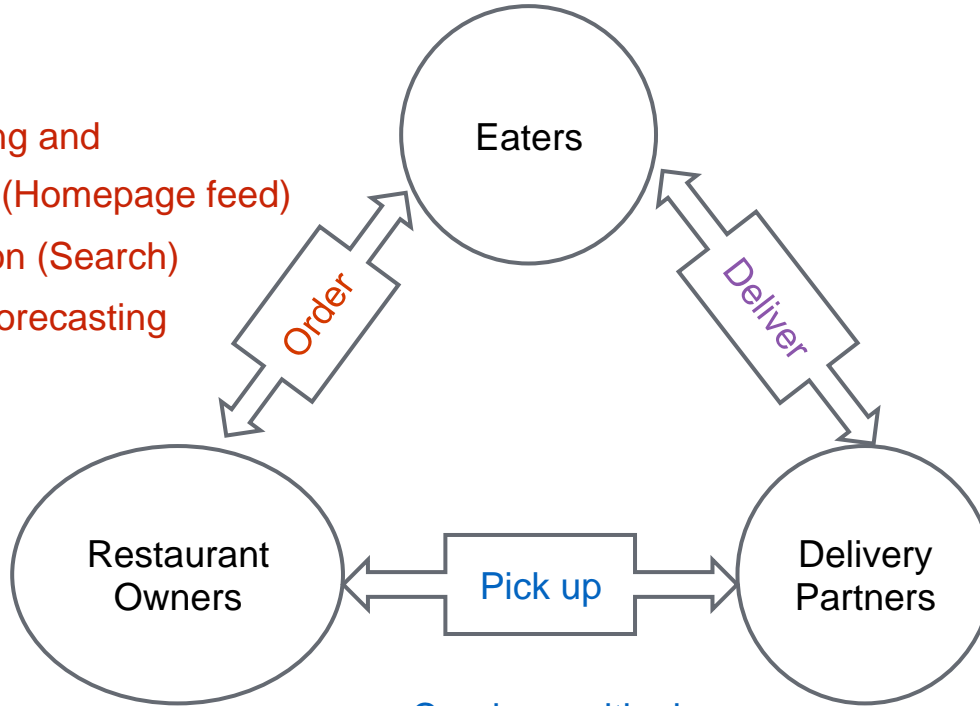 Eaters
ng and
(Homepage feed)
on (Search)
orecasting
Order
Deliver
Restaurant
Owners
Pick up
Delivery
Partners